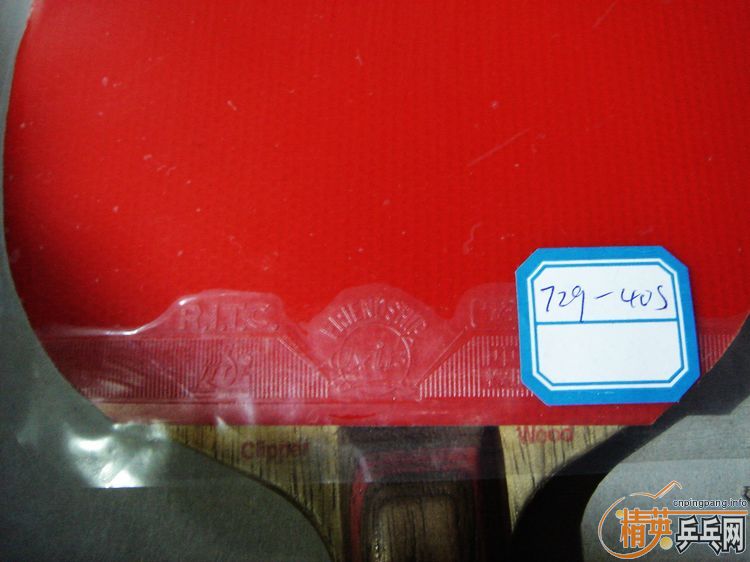 729-40S
R.I.T.C.
FRIENDSHIP
Clipper
Wood
cnpingpang.info
精英乒乓网